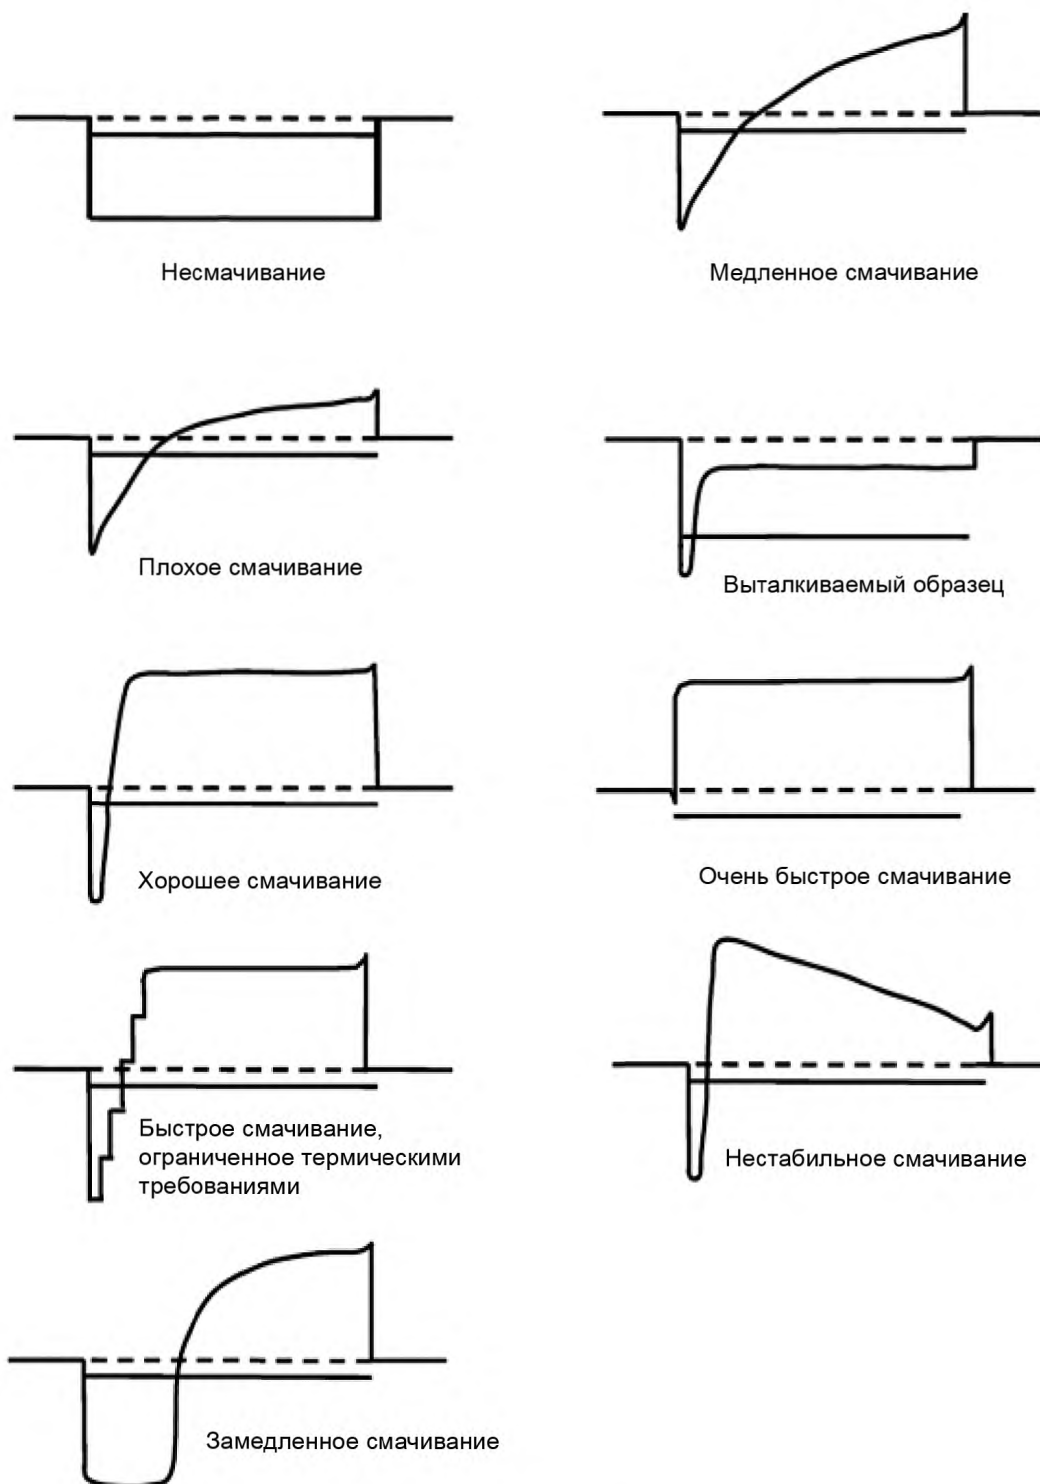 Несмачивание
Медленное смачивание
Плохое смачивание
Выталкиваемый образец
Хорошее смачивание
Очень быстрое смачивание
Быстрое смачивание,
ограниченное термическими
требованиями
Нестабильное смачивание
Замедленное смачивание